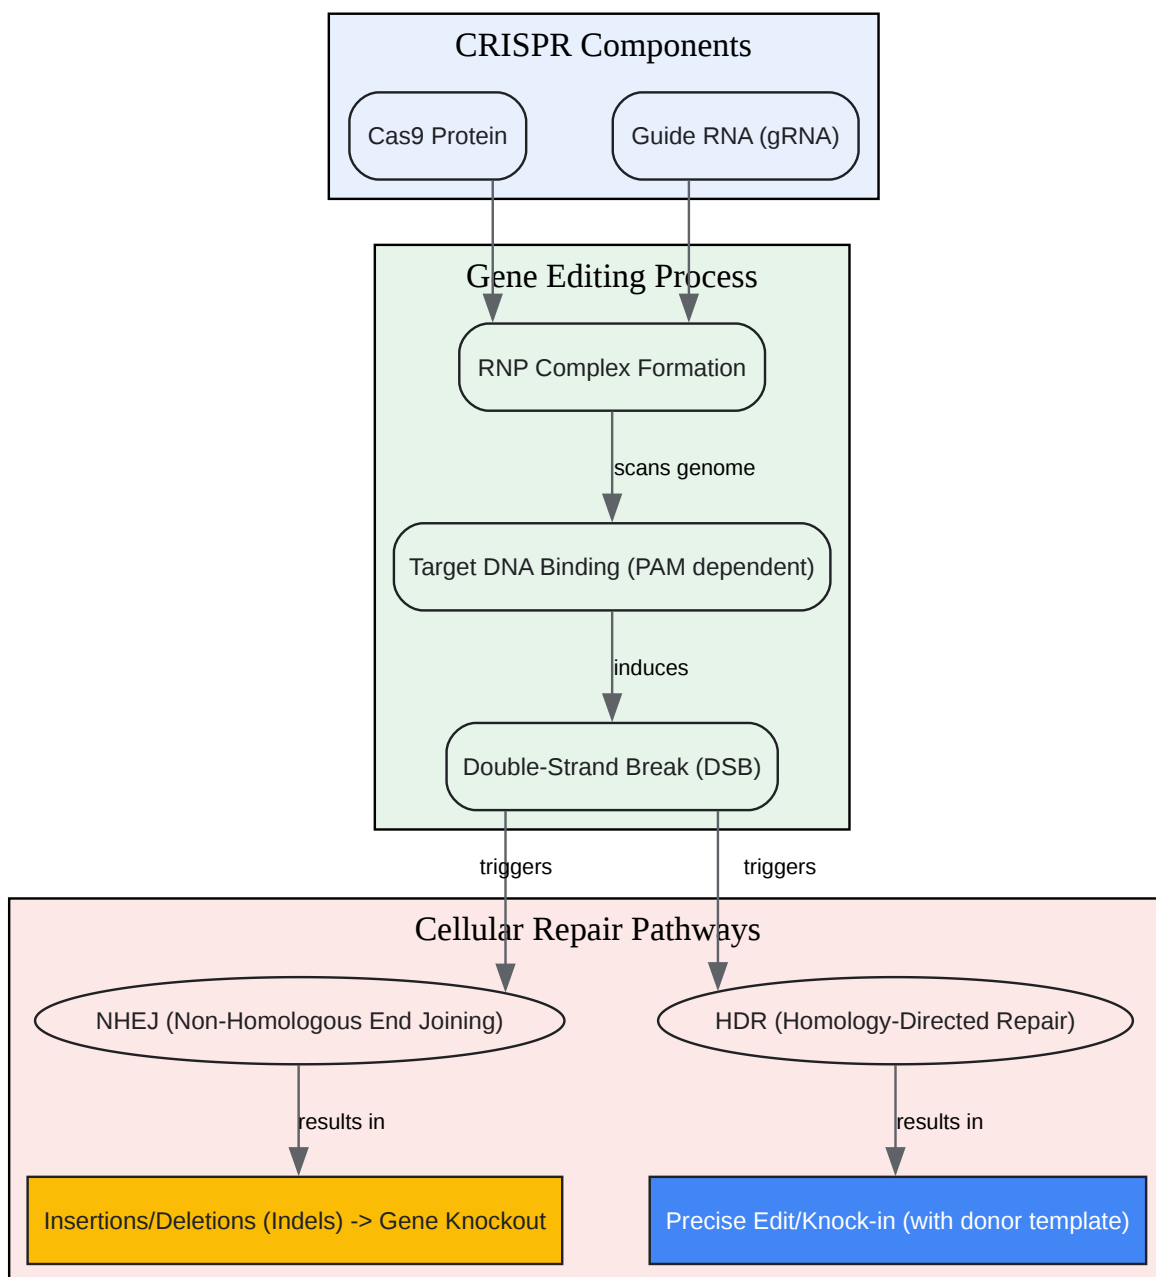 CRISPR Components
Cas9 Protein
Guide RNA (gRNA)
Gene Editing Process
RNP Complex Formation
scans genome
Target DNA Binding (PAM dependent)
induces
Double-Strand Break (DSB)
triggers
triggers
Cellular Repair Pathways
NHEJ (Non-Homologous End Joining)
HDR (Homology-Directed Repair)
results in
results in
Insertions/Deletions (Indels) -> Gene Knockout
Precise Edit/Knock-in (with donor template)